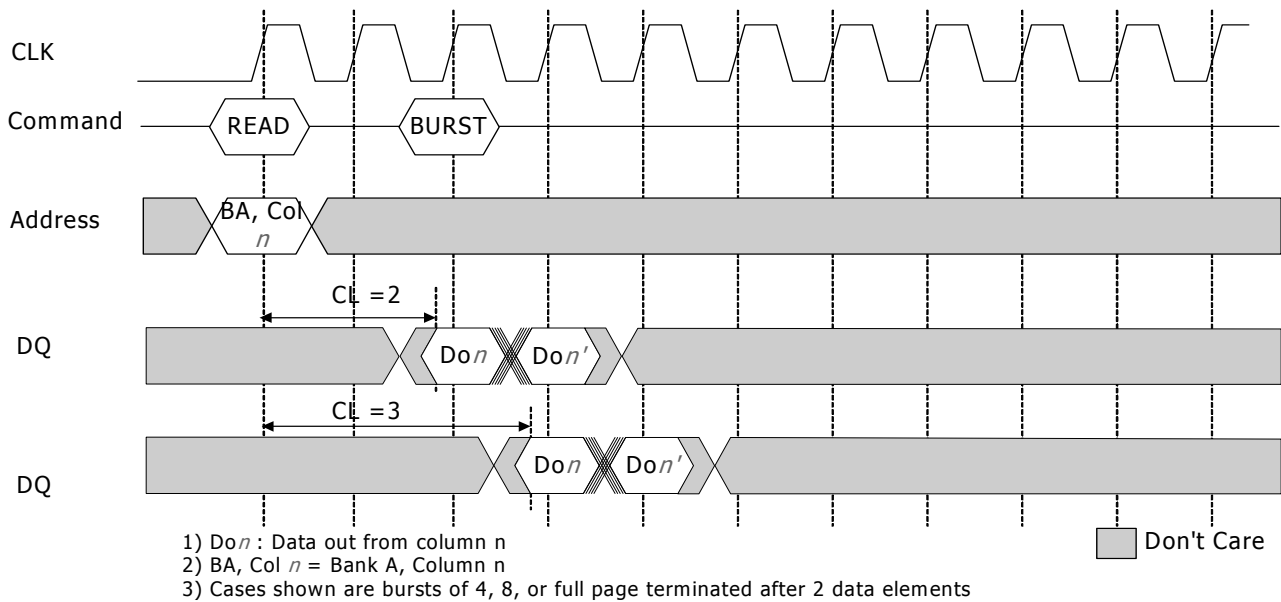 CLK
Command
READ
BURST
Address
BA, Col
n
CL =2
DQ
Don
Don'
CL =3
DQ
Don
Don'
1) Don : Data out from column n
2) BA, Col n = Bank A, Column n
3) Cases shown are bursts of 4, 8, or full page terminated after 2 data elements
Don't Care